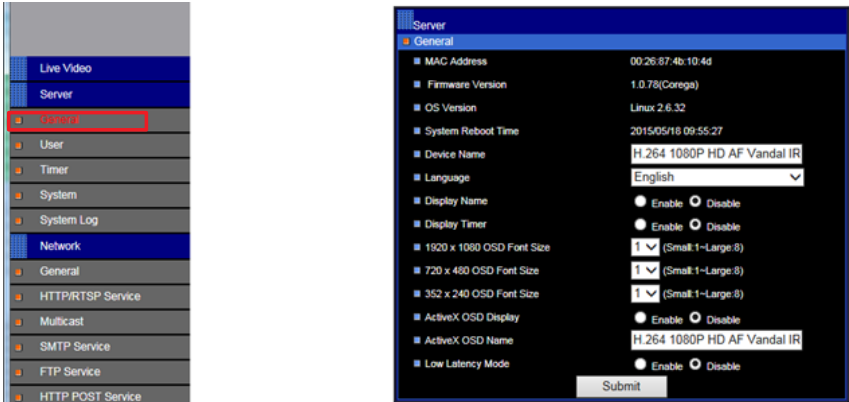 Live Video
Server
General
User
Timer
System
System Log
Network
General
HTTP/RTSP Service
Multicast
SMTP Service
FTP Service
HTTP POST Service
Server
General
MAC Address 00:26:87:4b:10:4d
Firmware Version 1.0.78(Corega)
OS Version Linux 2.6.32
System Reboot Time 2015/05/18 09:55:27
Device Name H.264 1080P HD AF Vandal IR
Language English
Display Name Enable Disable
Display Timer Enable Disable
1920 x 1080 OSD Font Size 1 (Small:1~Large:8)
720 x 480 OSD Font Size 1 (Small:1~Large:8)
352 x 240 OSD Font Size 1 (Small:1~Large:8)
ActiveX OSD Display Enable Disable
ActiveX OSD Name H.264 1080P HD AF Vandal IR
Low Latency Mode Enable Disable
Submit